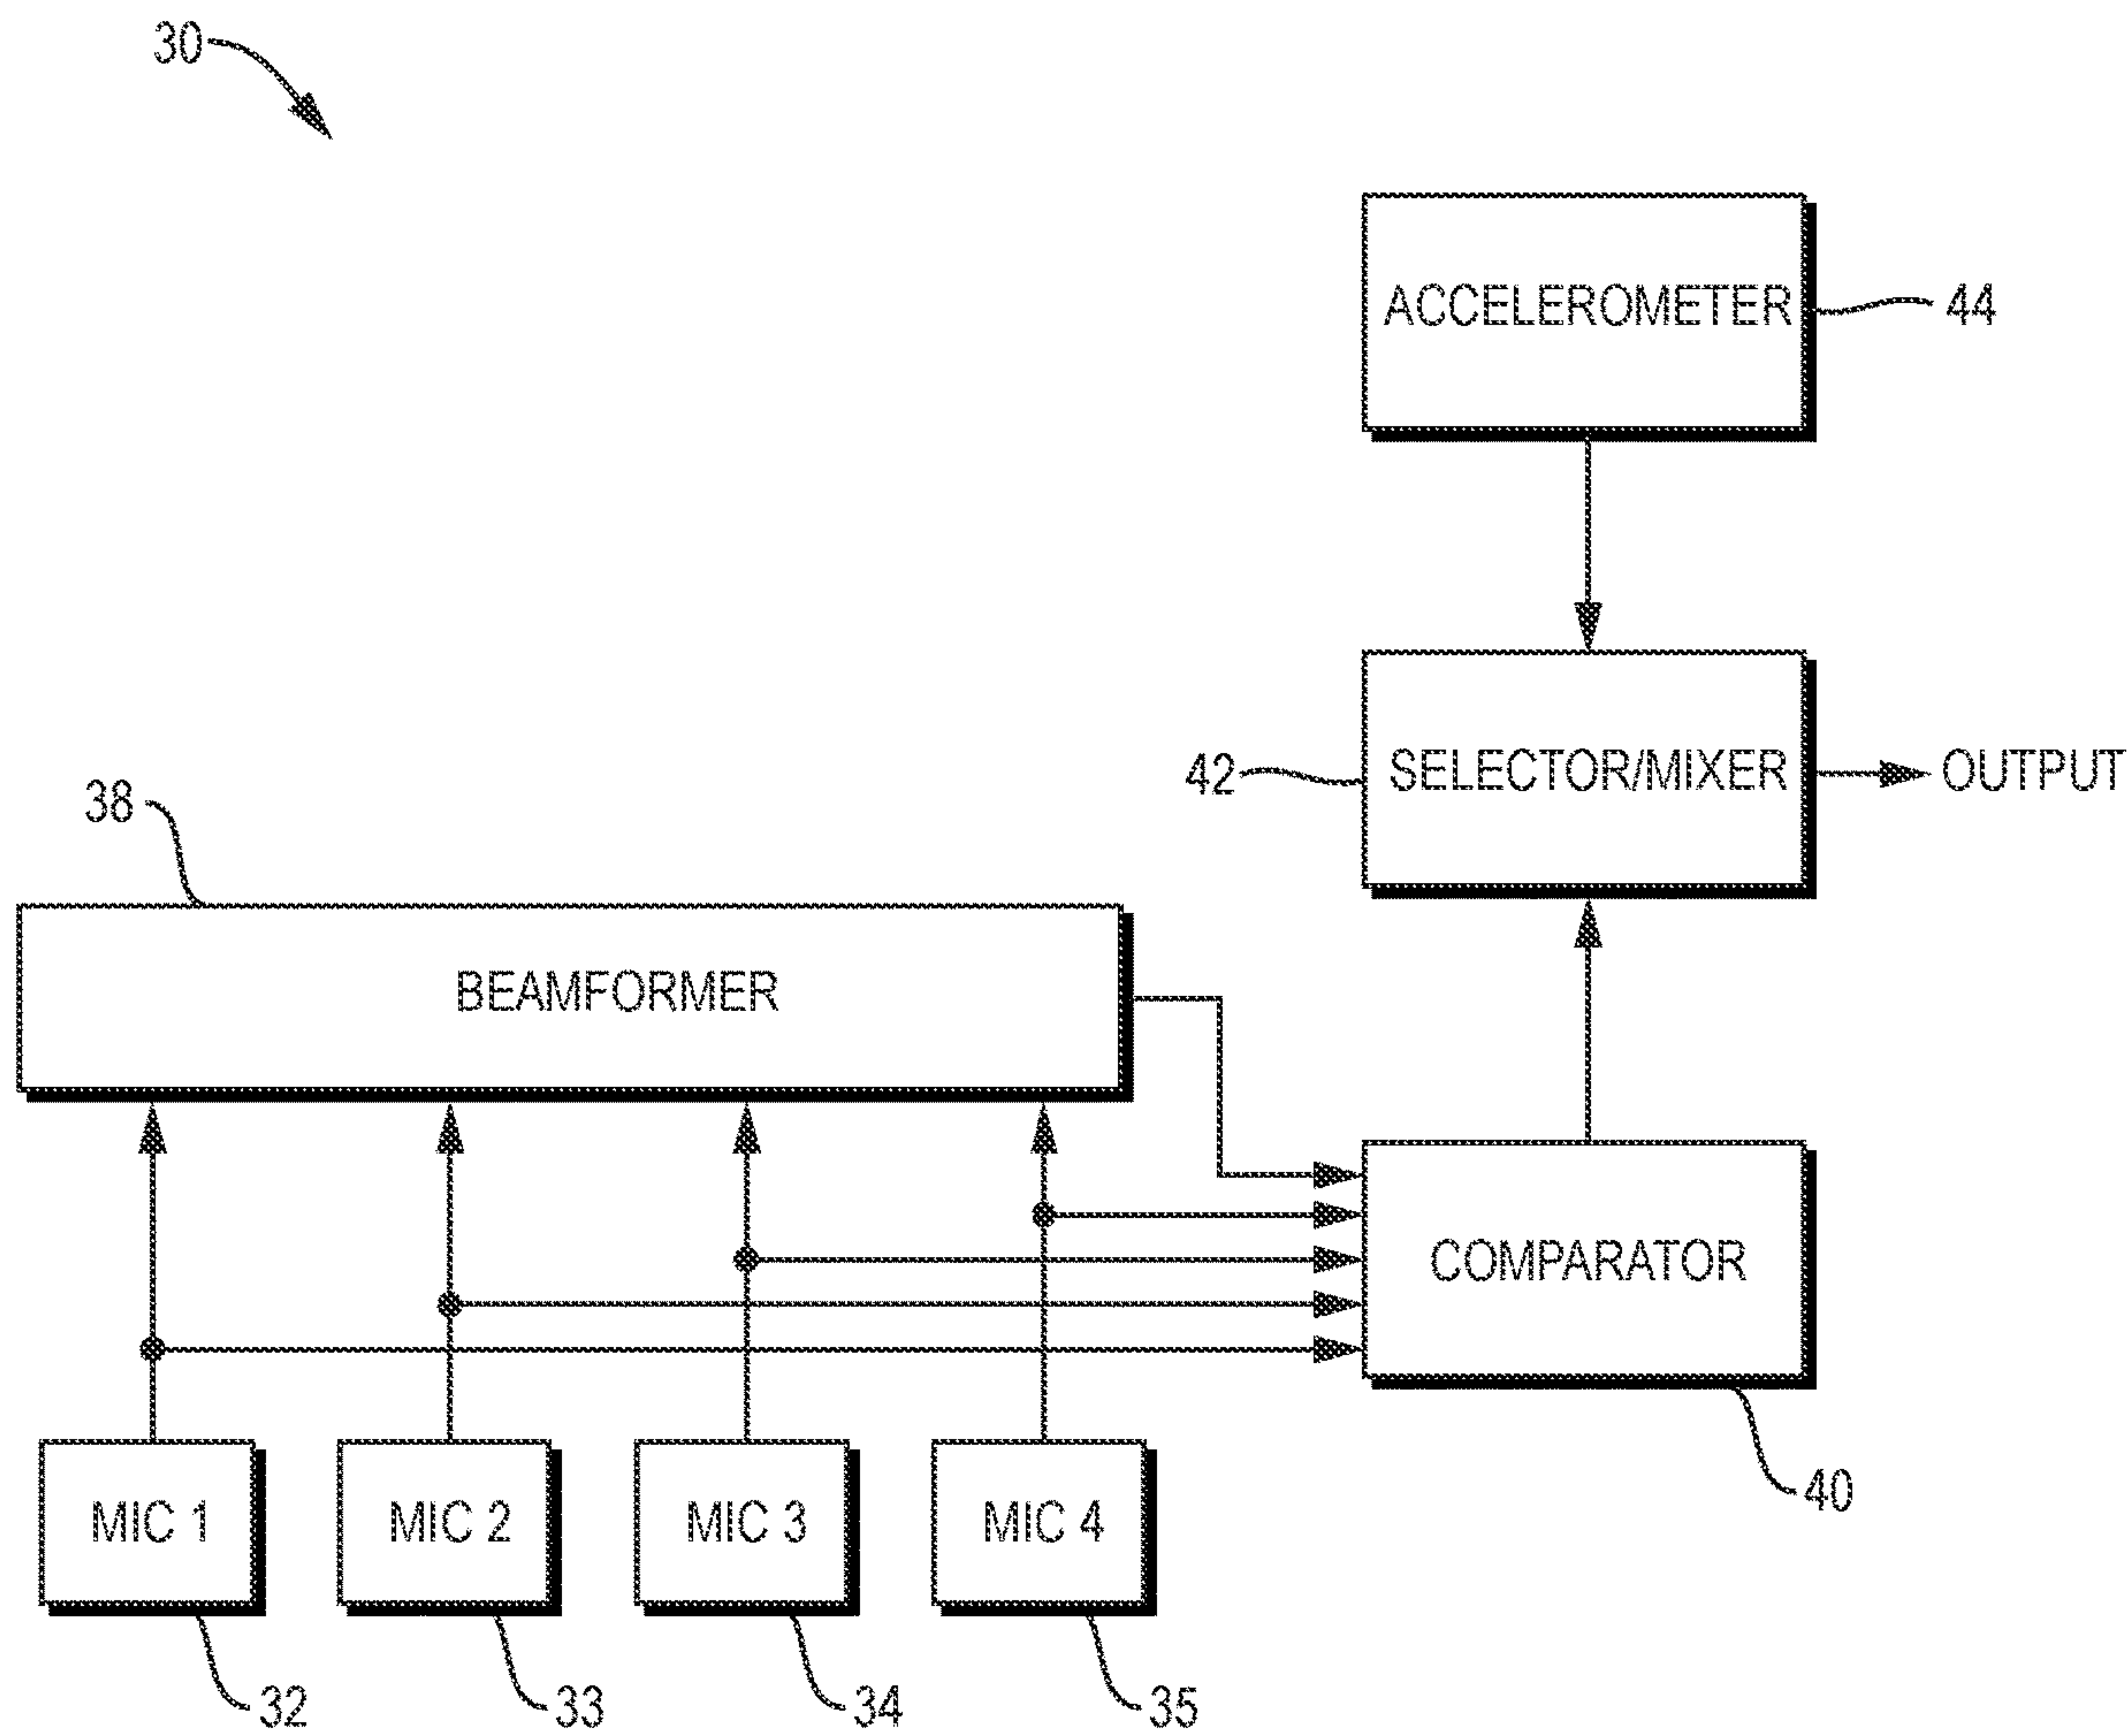 30
ACCELEROMETER
44
42
SELECTOR/MIXER
OUTPUT
38
BEAMFORMER
COMPARATOR
40
MIC 1
MIC 2
MIC 3
MIC 4
32
33
34
35